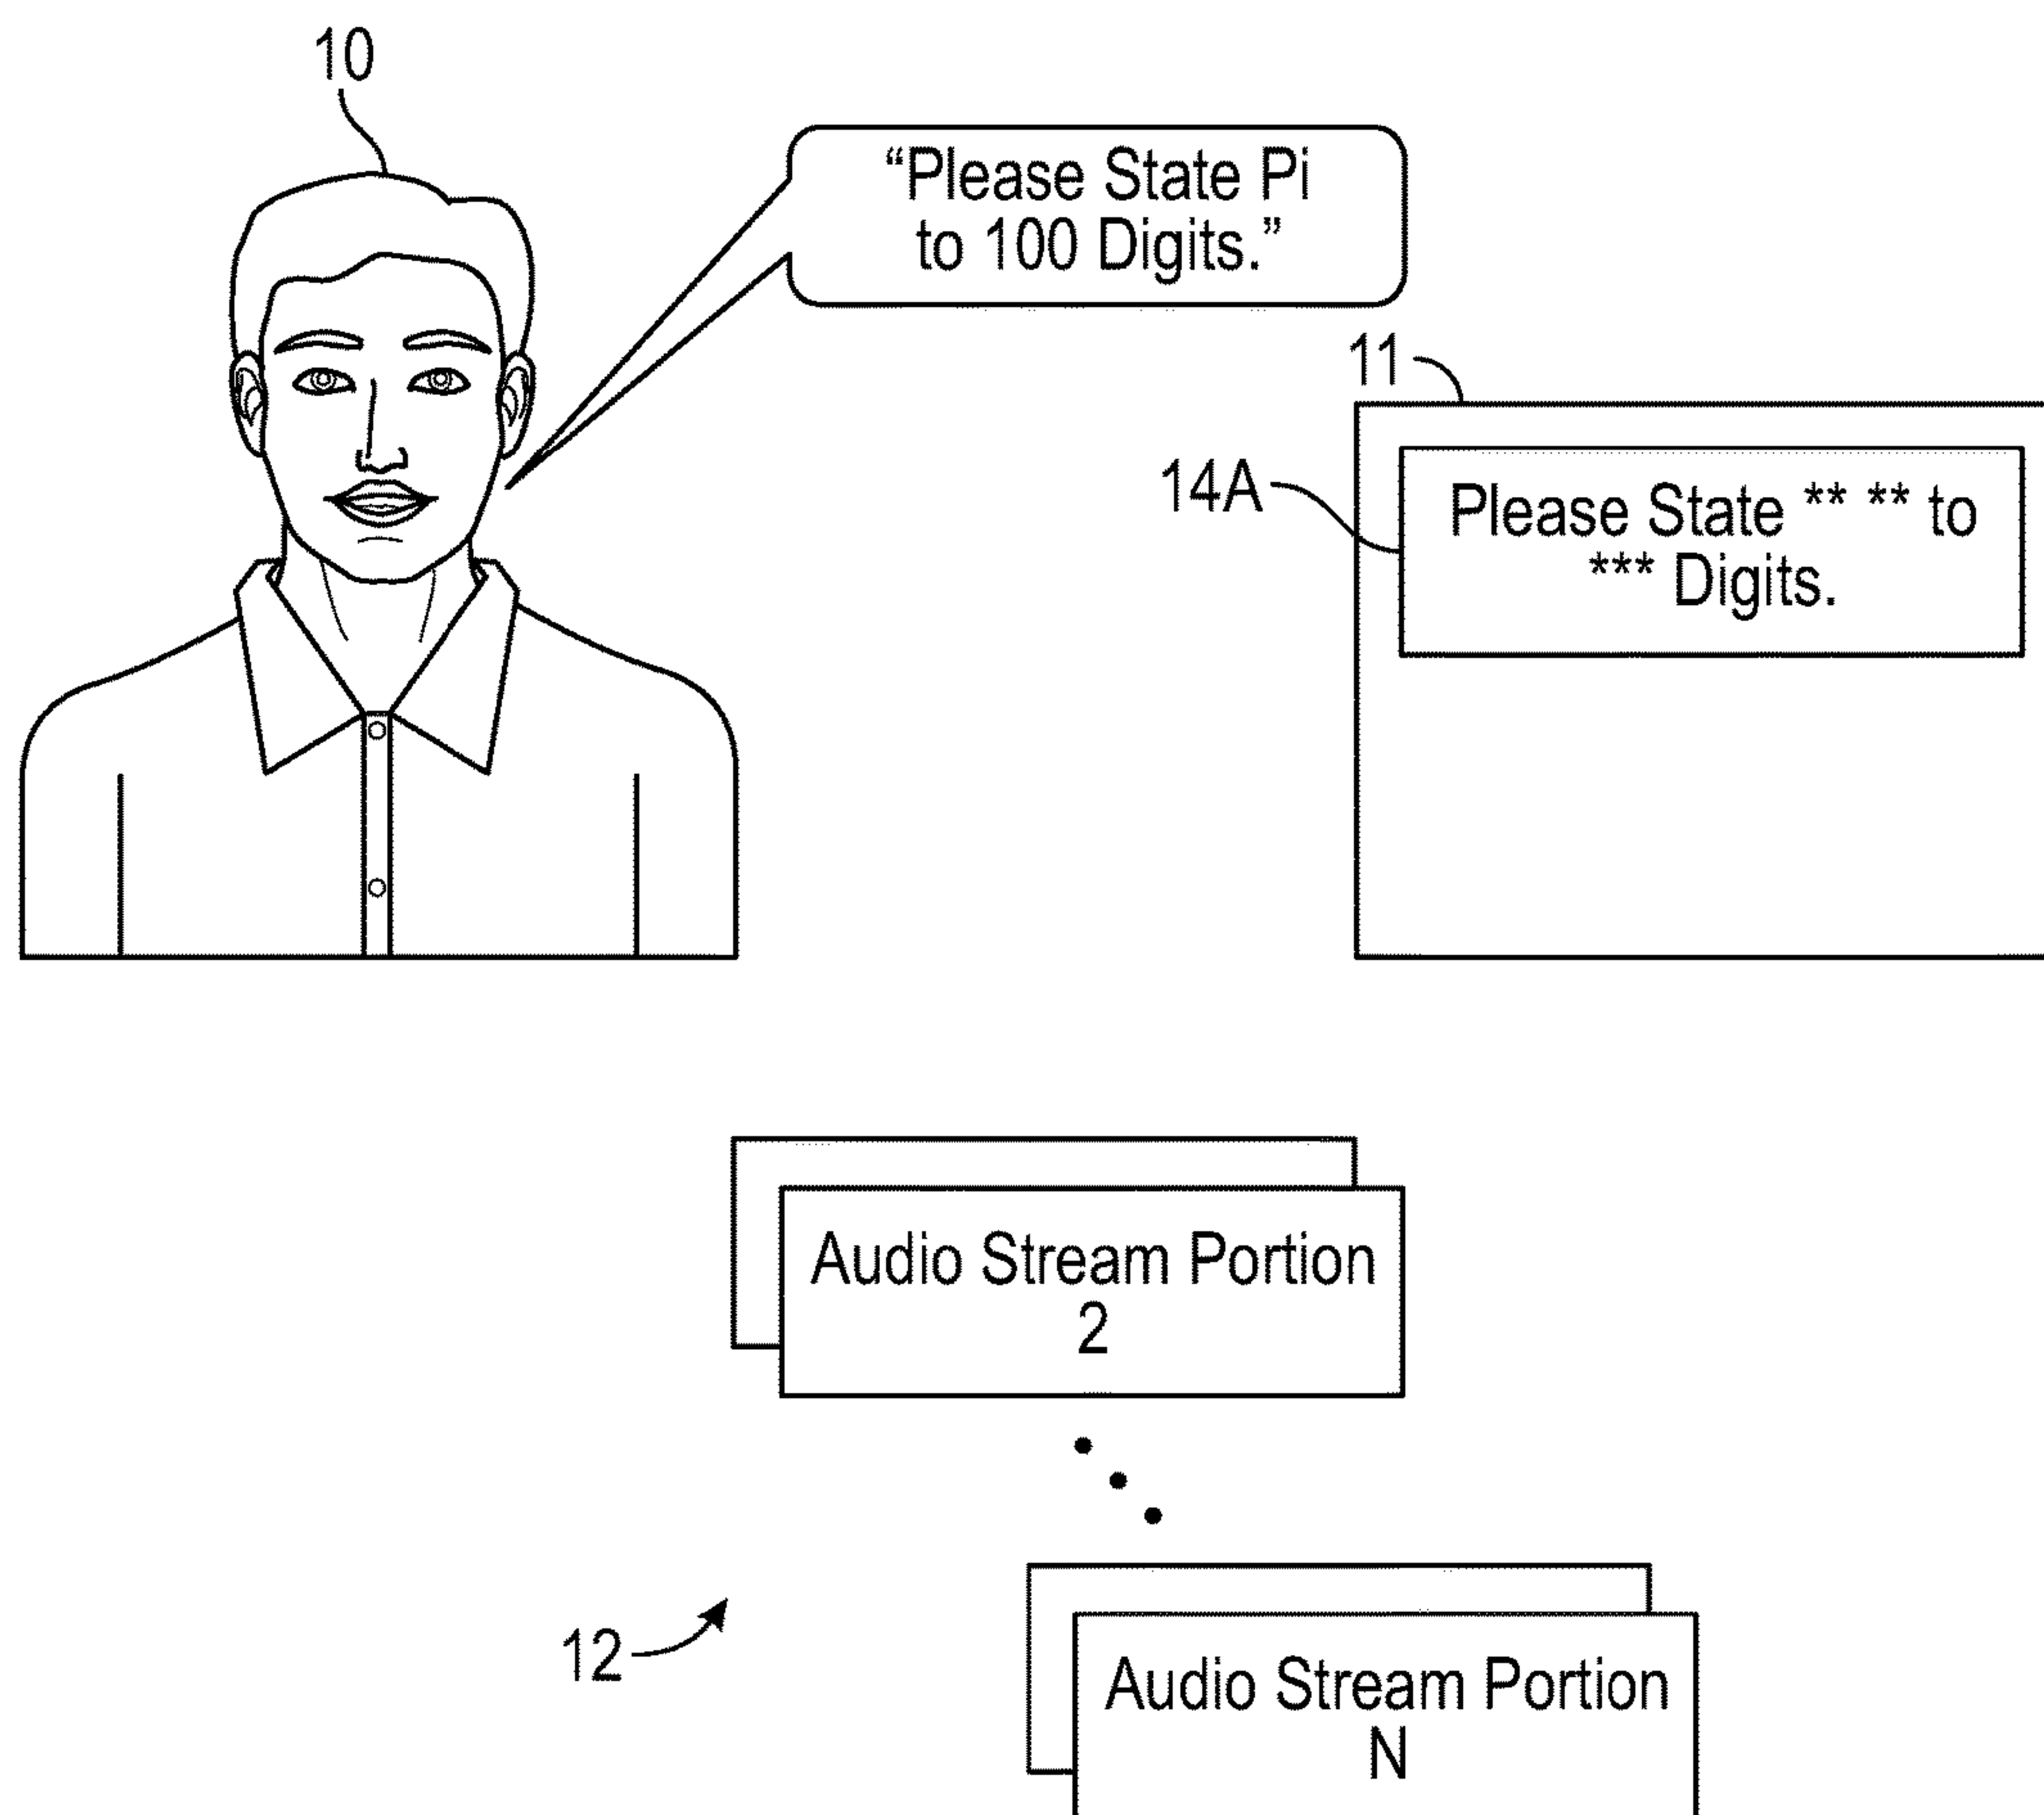 10
“Please State Pi
to 100 Digits.”
11
14A
Please State ** ** to
*** Digits.
Audio Stream Portion
2
12
Audio Stream Portion
N